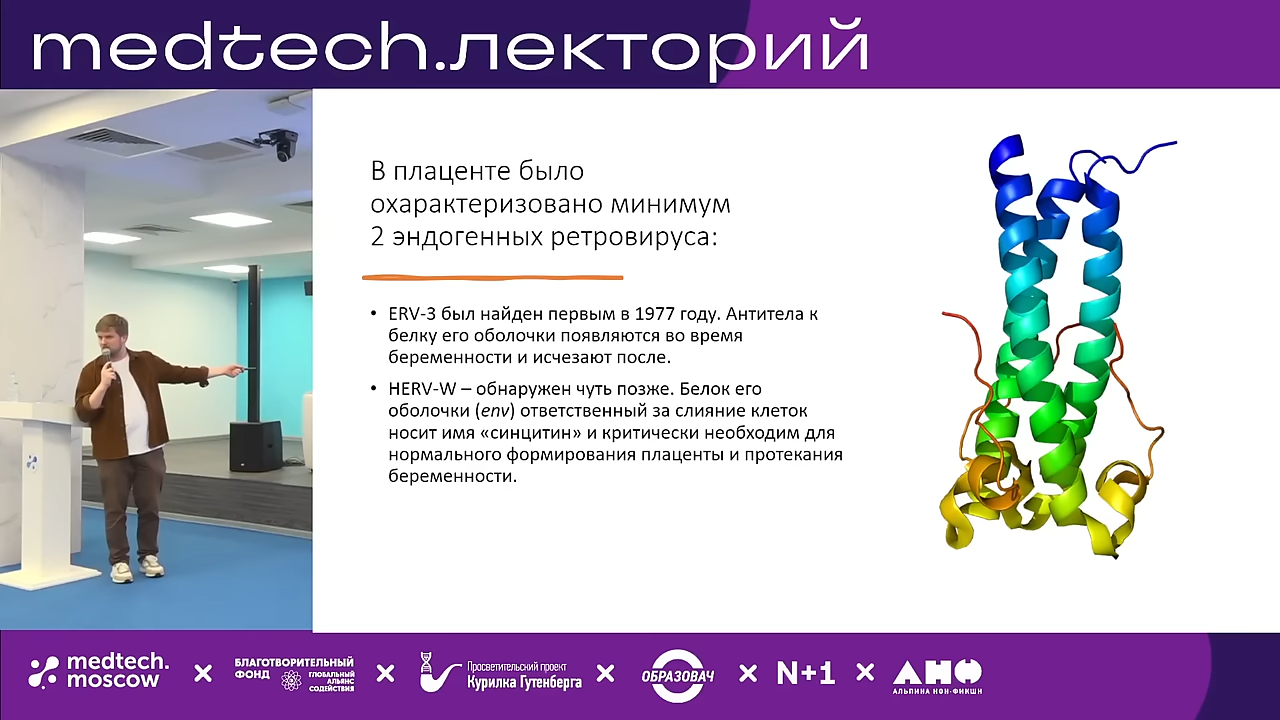 medtech.лекторий
В плаценте было
охарактеризовано минимум
2 эндогенных ретровируса:
• ERV-3 был найден первым в 1977 году. Антитела к
белку его оболочки появляются во время
беременности и исчезают после.
• HERV-W – обнаружен чуть позже. Белок его
оболочки (env) ответственный за слияние клеток
носит имя «синцитин» и критически необходим для
нормального формирования плаценты и протекания
беременности.
medtech.
moscow
×
БЛАГОТВОРИТЕЛЬНЫЙ
ФОНД
ГЛОБАЛЬНЫЙ
АЛЬЯНС
СОДЕЙСТВИЯ
×
Просветительский проект
Курилка Гутенберга
×
ОБРАЗОВАЧ
×
N+1
×
АНФ
АЛЬПИНА НОН-ФИКШН